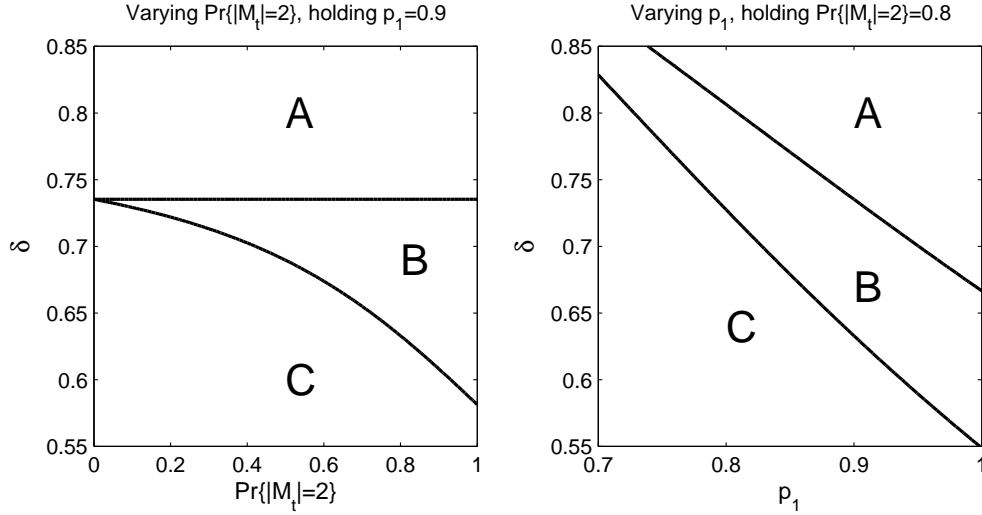 Varying Pr{|M_t|=2}, holding p_1=0.9
0.85
0.8
0.75
0.7
0.65
0.6
0.55
δ
A
B
C
0 0.2 0.4 0.6 0.8 1
Pr{|M_t|=2}
Varying p_1, holding Pr{|M_t|=2}=0.8
0.85
0.8
0.75
0.7
0.65
0.6
0.55
δ
A
B
C
0.7 0.8 0.9 1
p_1